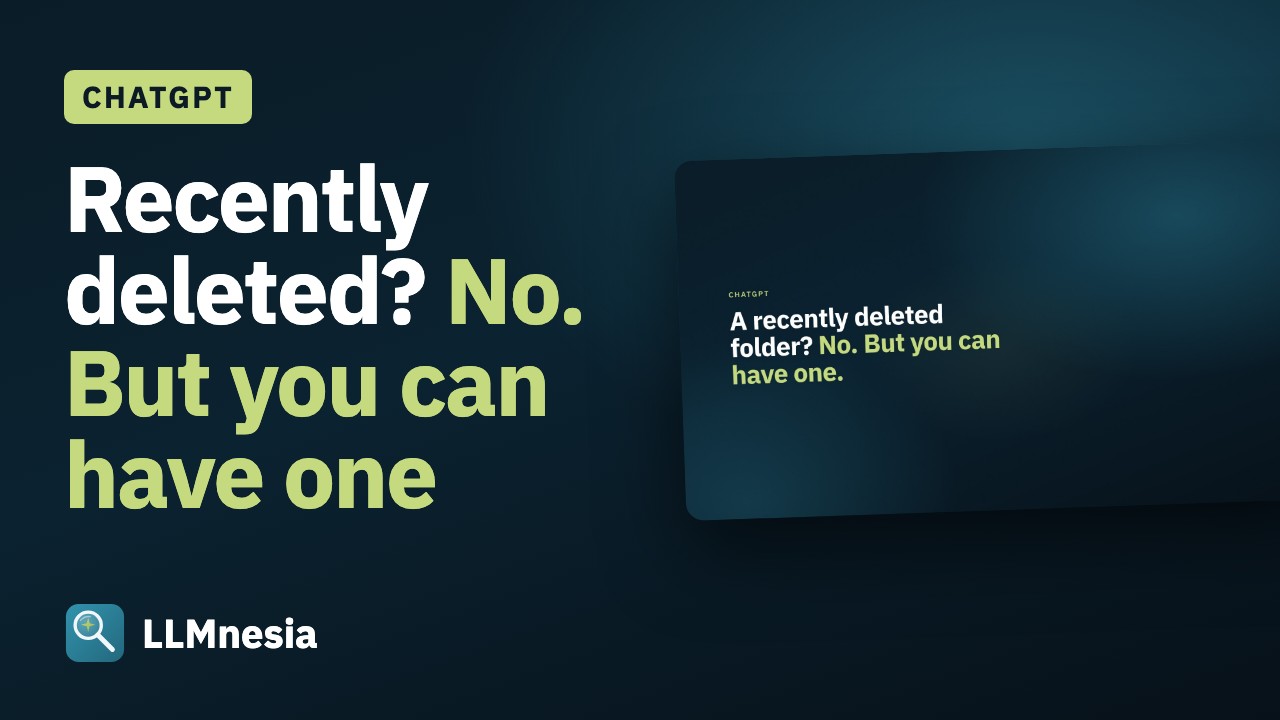 CHATGPT
Recently
deleted? No.
But you can
have one
CHATGPT
A recently deleted
folder? No. But you can
have one.
LLMnesia